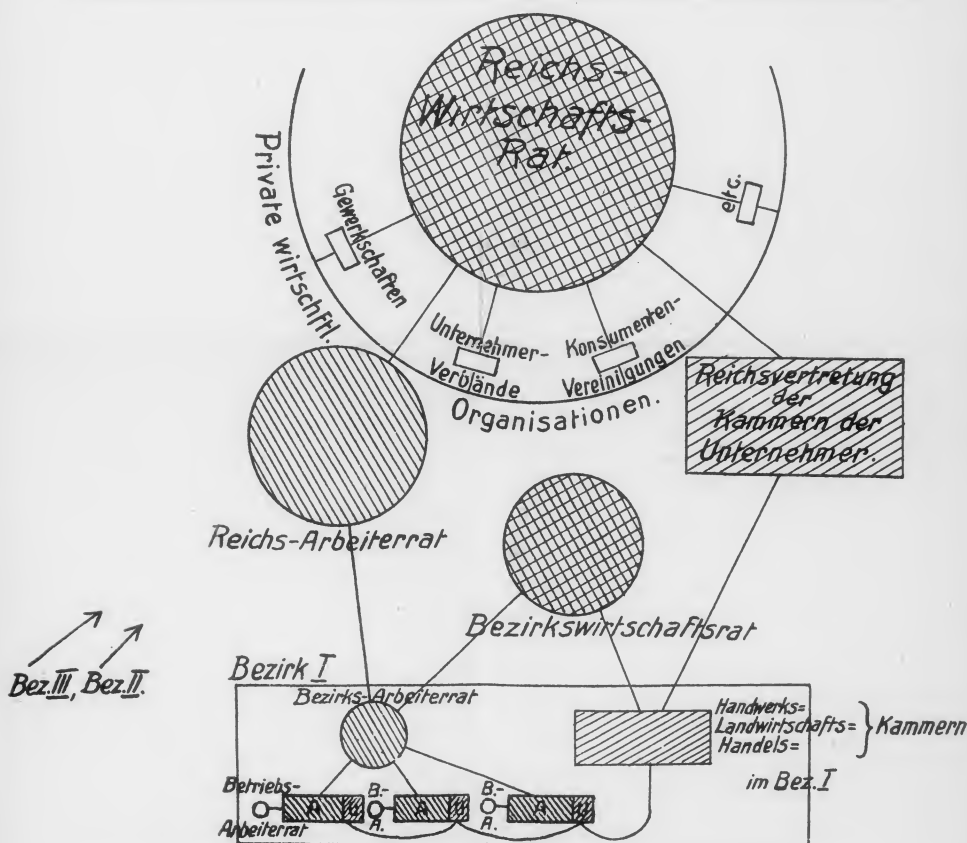 Reichs-
Wirtschafts-
Rat.
Private wirtschftl.
Organisationen.
Gewerkschaften
Unternehmer-
Verbände
Konsumenten-
Vereinigungen
etc.
Reichsvertretung
der
Kammern der
Unternehmer.
Reichs-Arbeiterrat
Bezirkswirtschaftsrat
Bez.III, Bez.II.
Bezirk I
Bezirks-Arbeiterrat
Handwerks=
Landwirtschafts= } Kammern
Handels=
im Bez.I
Betriebs-
Arbeiterrat
A U
B.-
A.
A U
B.-
A.
A U